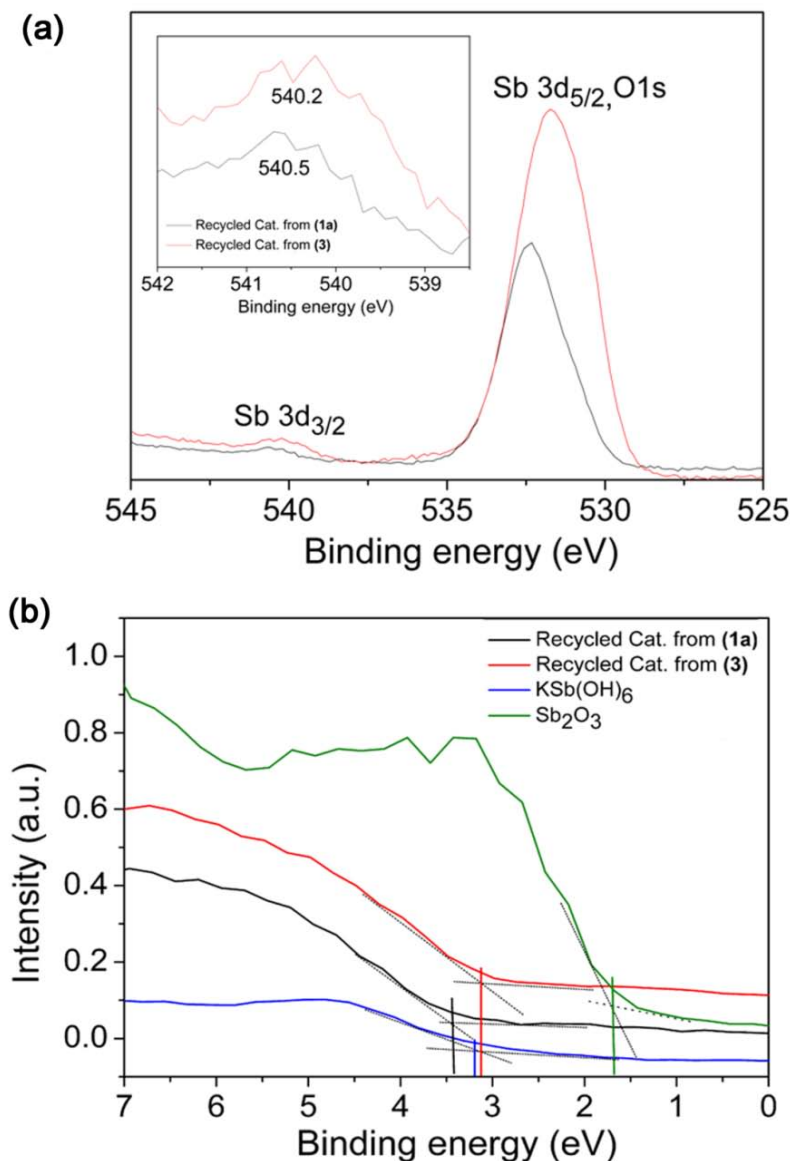 (a)
Sb 3d5/2, O1s
540.2
540.5
Recycled Cat. from (1a)
Recycled Cat. from (3)
542 541 540 539
Binding energy (eV)
Sb 3d3/2
545 540 535 530 525
Binding energy (eV)
(b)
Recycled Cat. from (1a)
Recycled Cat. from (3)
KSb(OH)6
Sb2O3
1.0
0.8
0.6
0.4
0.2
0.0
Intensity (a.u.)
7 6 5 4 3 2 1 0
Binding energy (eV)